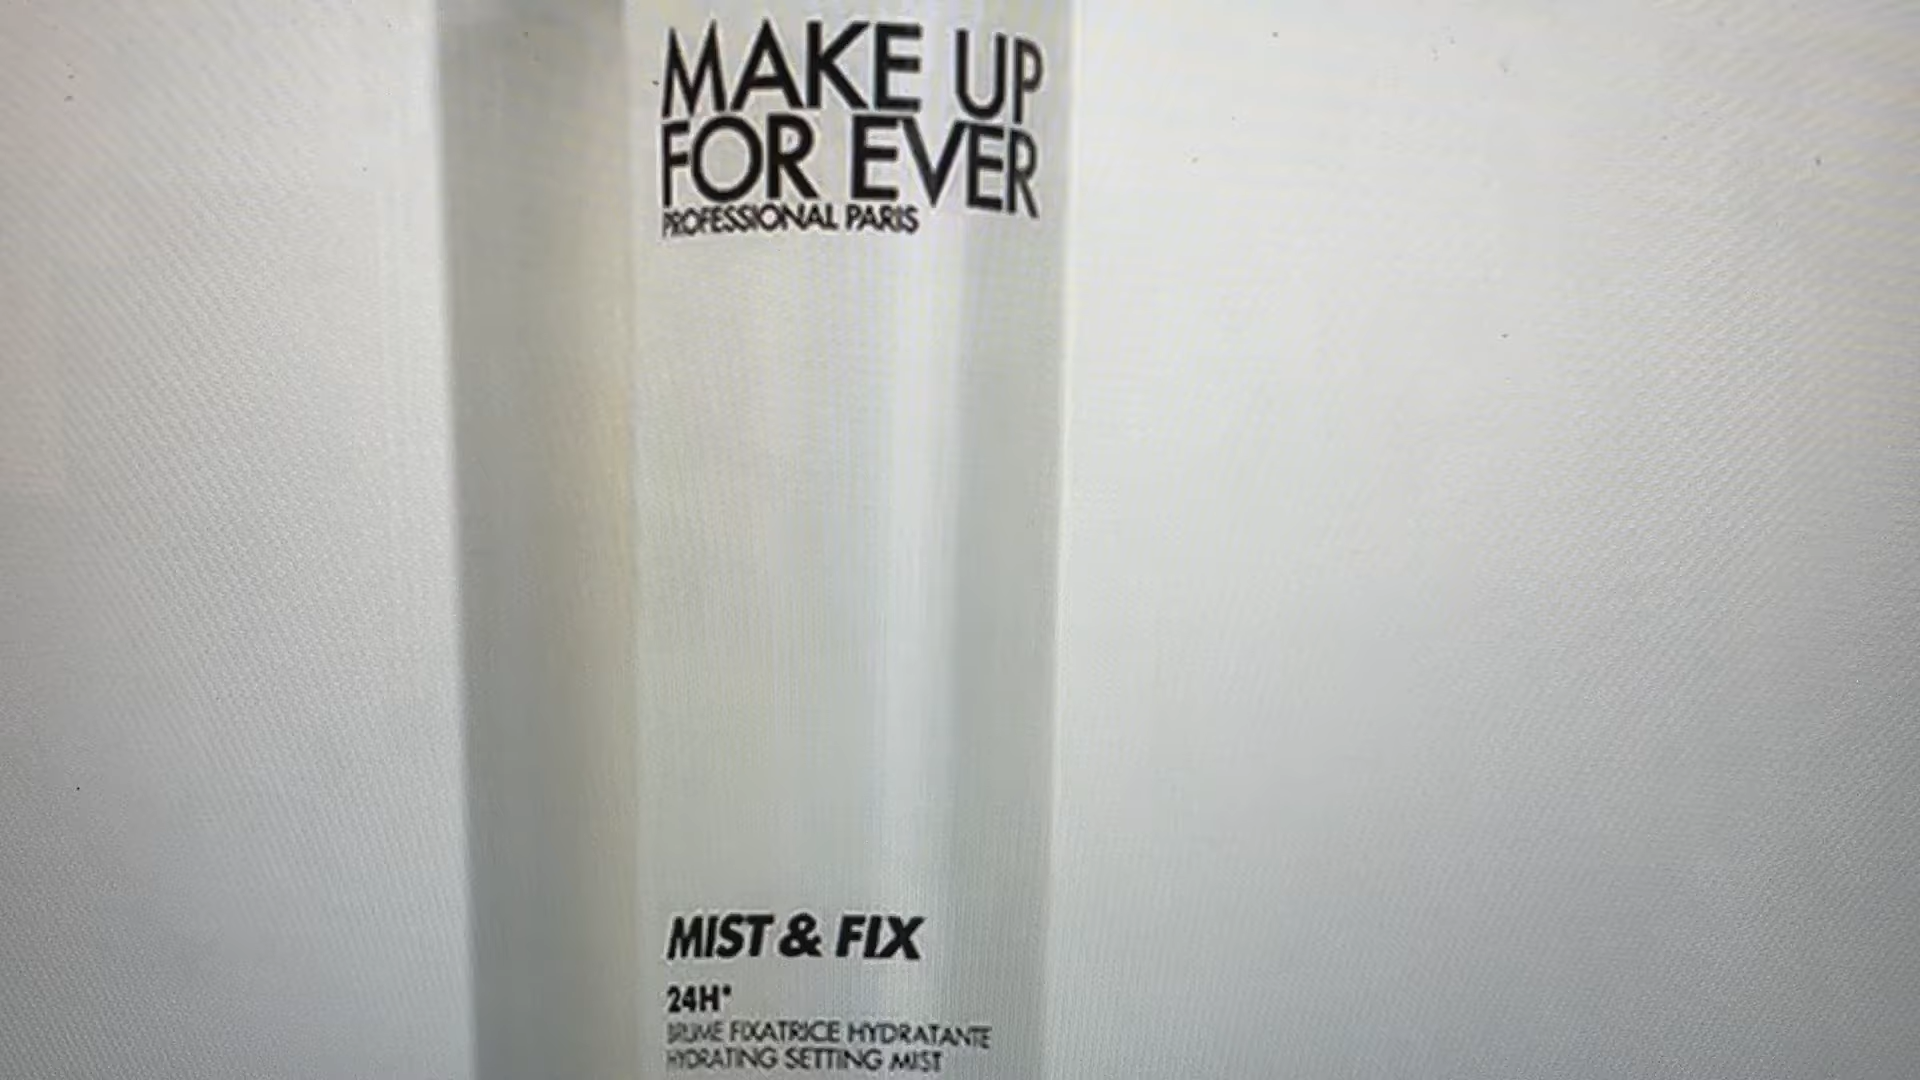 MAKE UP
FOR EVER
PROFESSIONAL PARIS
MIST & FIX
24H*
BRUME FIXATRICE HYDRATANTE
HYDRATING SETTING MIST